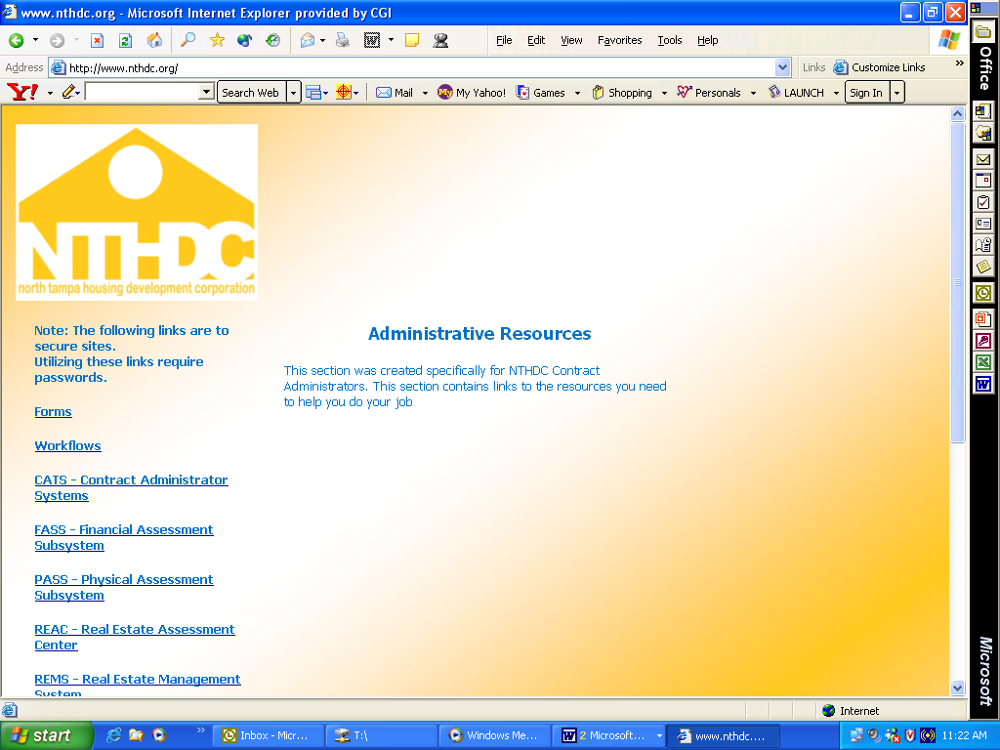 www.nthdc.org - Microsoft Internet Explorer provided by CGI
File Edit View Favorites Tools Help
Address http://www.nthdc.org/ Links Customize Links
Y! Search Web Mail My Yahoo! Games Shopping Personals LAUNCH Sign In
Office
NTHDC
north tampa housing development corporation
Note: The following links are to
secure sites.
Utilizing these links require
passwords.
Forms
Workflows
CATS - Contract Administrator
Systems
FASS - Financial Assessment
Subsystem
PASS - Physical Assessment
Subsystem
REAC - Real Estate Assessment
Center
REMS - Real Estate Management
System
Administrative Resources
This section was created specifically for NTHDC Contract
Administrators. This section contains links to the resources you need
to help you do your job
Microsoft
Internet
start Inbox - Micr... T:\ Windows Me... 2 Microsoft... www.nthdc.... 11:22 AM